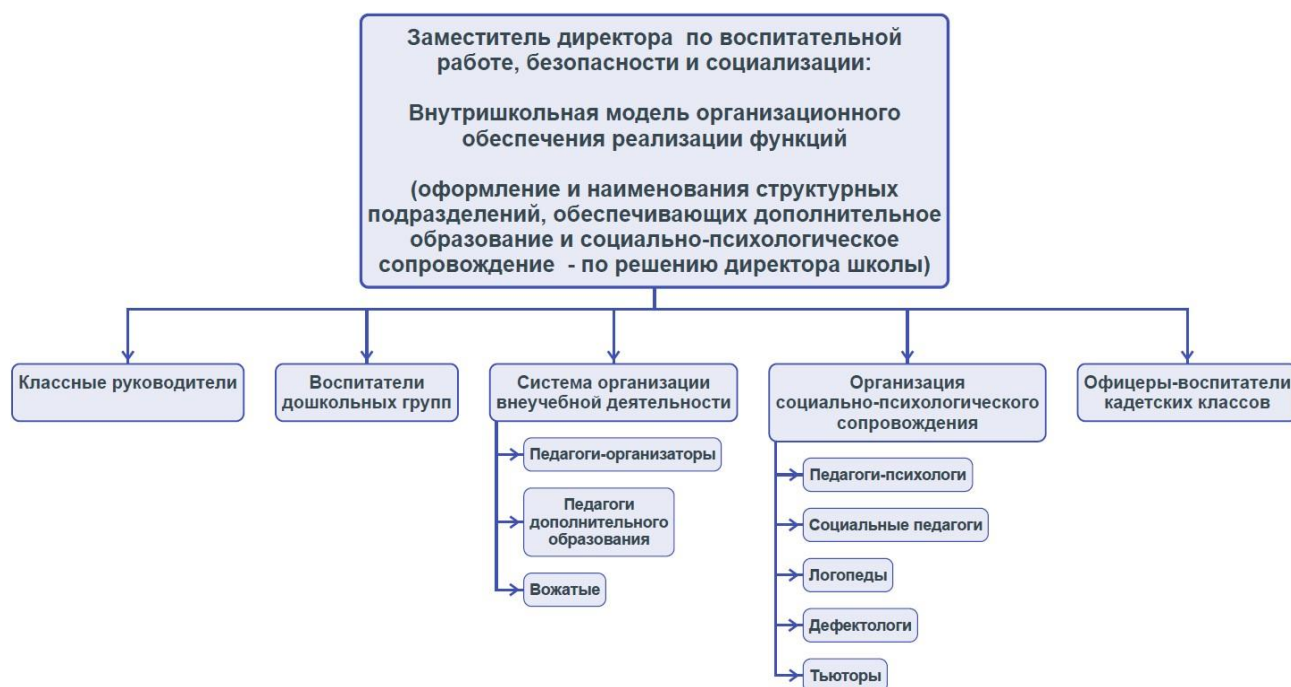 Заместитель директора по воспитательной
работе, безопасности и социализации:
Внутришкольная модель организационного
обеспечения реализации функций
(оформление и наименования структурных
подразделений, обеспечивающих дополнительное
образование и социально-психологическое
сопровождение - по решению директора школы)
Классные руководители
Воспитатели
дошкольных групп
Система организации
внеучебной деятельности
Педагоги-организаторы
Педагоги
дополнительного
образования
Вожатые
Организация
социально-психологического
сопровождения
Педагоги-психологи
Социальные педагоги
Логопеды
Дефектологи
Тьюторы
Офицеры-воспитатели
кадетских классов